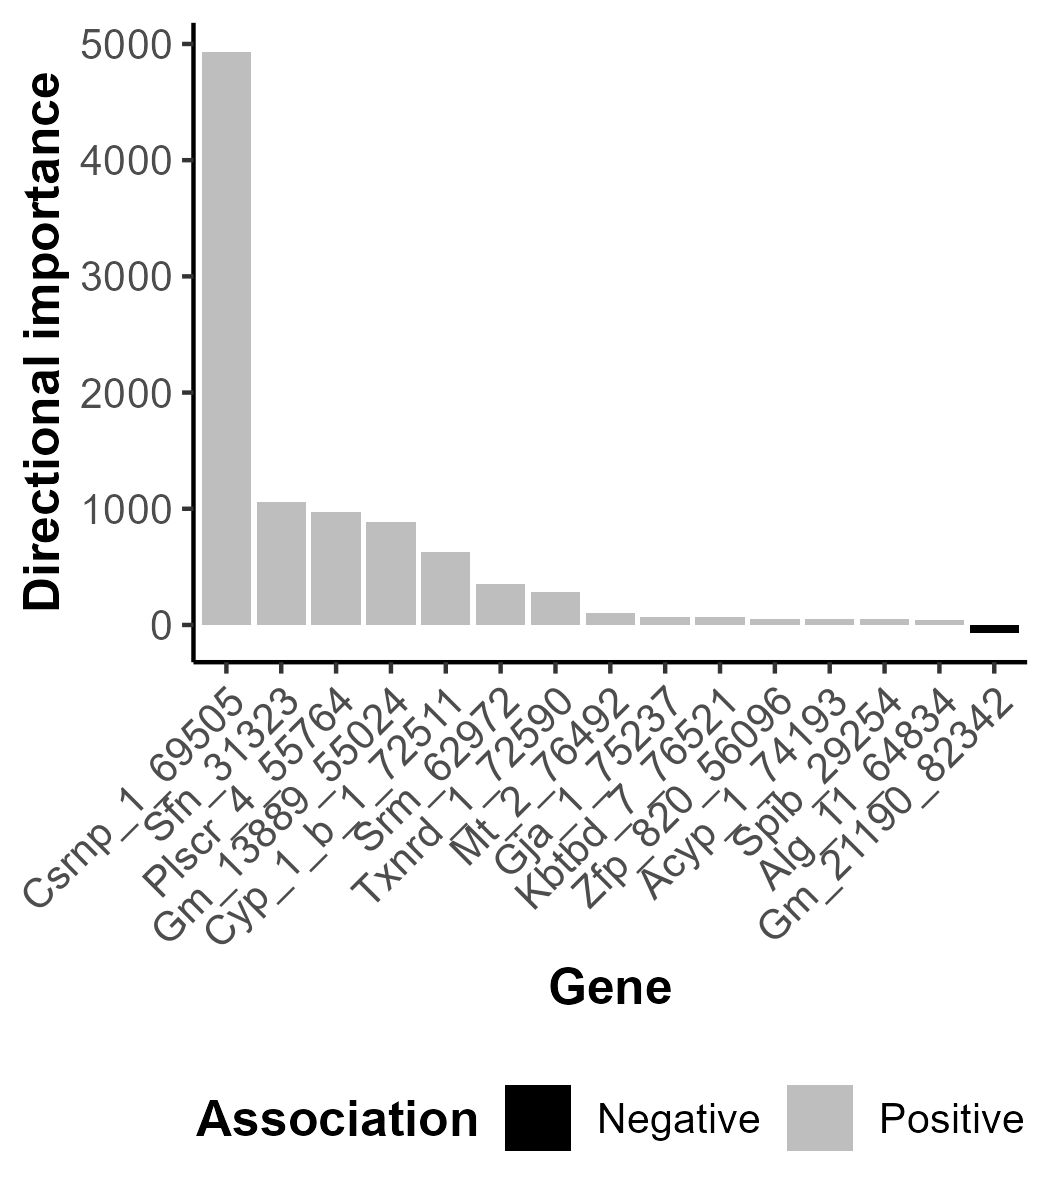 Directional importance
5000
4000
3000
2000
1000
0
Csrnp_1_69505
Sfn_31323
Plscr_4_55764
Gm_13889_55024
Cyp_1_b_1_72511
Srm_62972
Txnrd_1_72590
Mt_2_76492
Gja_1_75237
Kbtbd_7_76521
Zfp_820_56096
Acyp_1_74193
Spib_29254
Alg_11_64834
Gm_21190_82342
Gene
Association Negative Positive